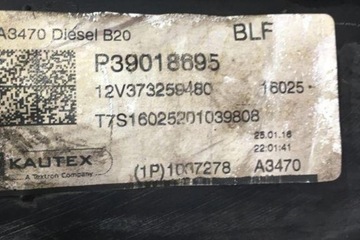 A3470 Diesel B20 BLF
P39018695
12V373259480 16025
T7S16025201039808
25.01.16
22:01:41
KAUTEX
A Textron Company
(1P)1007278 A3470